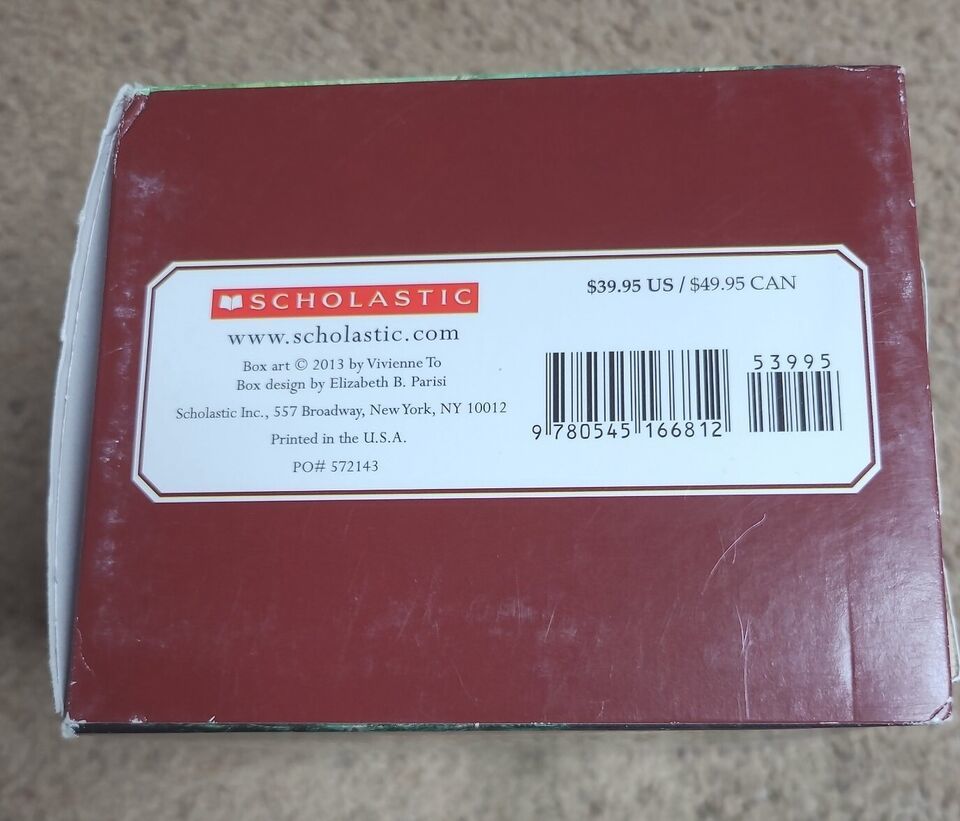 SCHOLASTIC
www.scholastic.com
Box art © 2013 by Vivienne To
Box design by Elizabeth B. Parisi
Scholastic Inc., 557 Broadway, New York, NY 10012
Printed in the U.S.A.
PO# 572143
$39.95 US / $49.95 CAN
53995
9 780545 166812